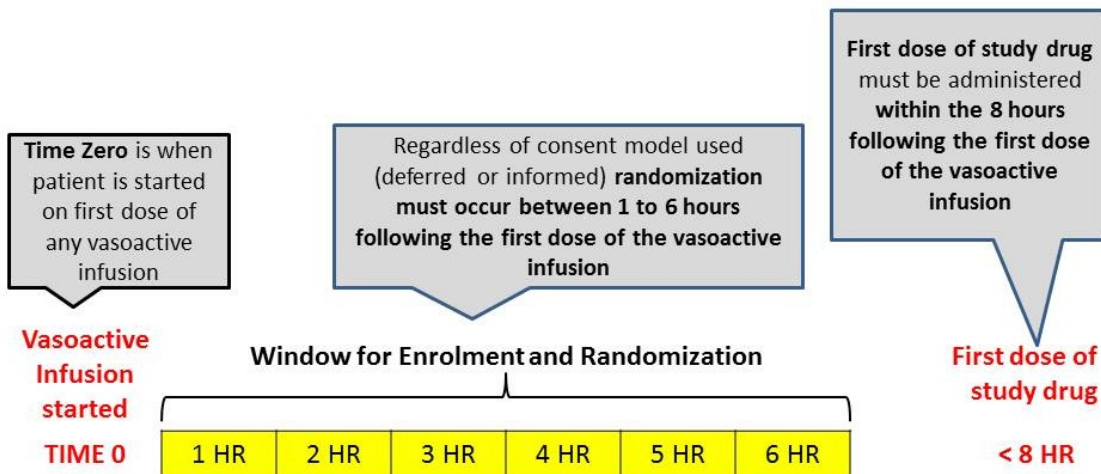 Time Zero is when
patient is started
on first dose of
any vasoactive
infusion
Regardless of consent model used
(deferred or informed) randomization
must occur between 1 to 6 hours
following the first dose of the vasoactive
infusion
First dose of study drug
must be administered
within the 8 hours
following the first dose
of the vasoactive
infusion
Vasoactive
Infusion
started
Window for Enrolment and Randomization
First dose of
study drug
TIME 0 1 HR 2 HR 3 HR 4 HR 5 HR 6 HR < 8 HR